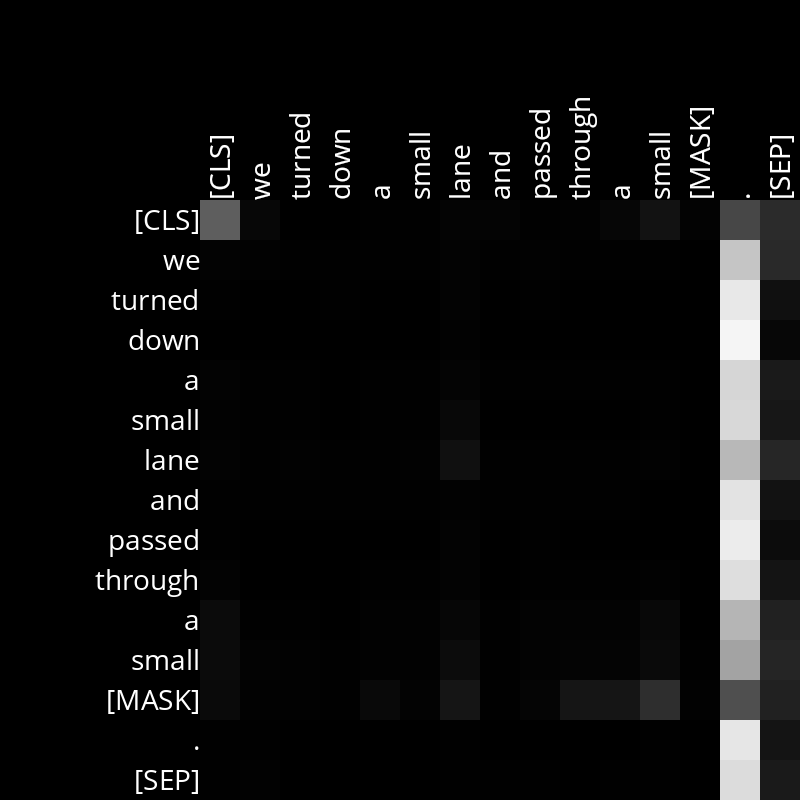 [CLS] we turned down a small lane and passed through a small [MASK] . [SEP]
[CLS]
we
turned
down
a
small
lane
and
passed
through
a
small
[MASK]
.
[SEP]